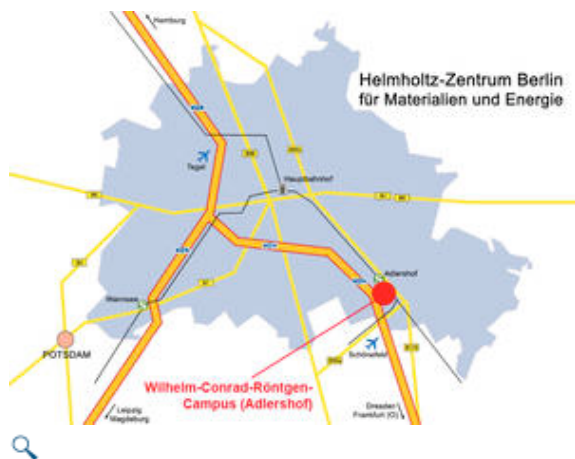 Hamburg
Helmholtz-Zentrum Berlin
für Materialien und Energie
Tegel
Hauptbahnhof
Adlershof
Wannsee
POTSDAM
Schönefeld
Wilhelm-Conrad-Röntgen-
Campus (Adlershof)
Leipzig
Magdeburg
Dresden
Frankfurt (O)